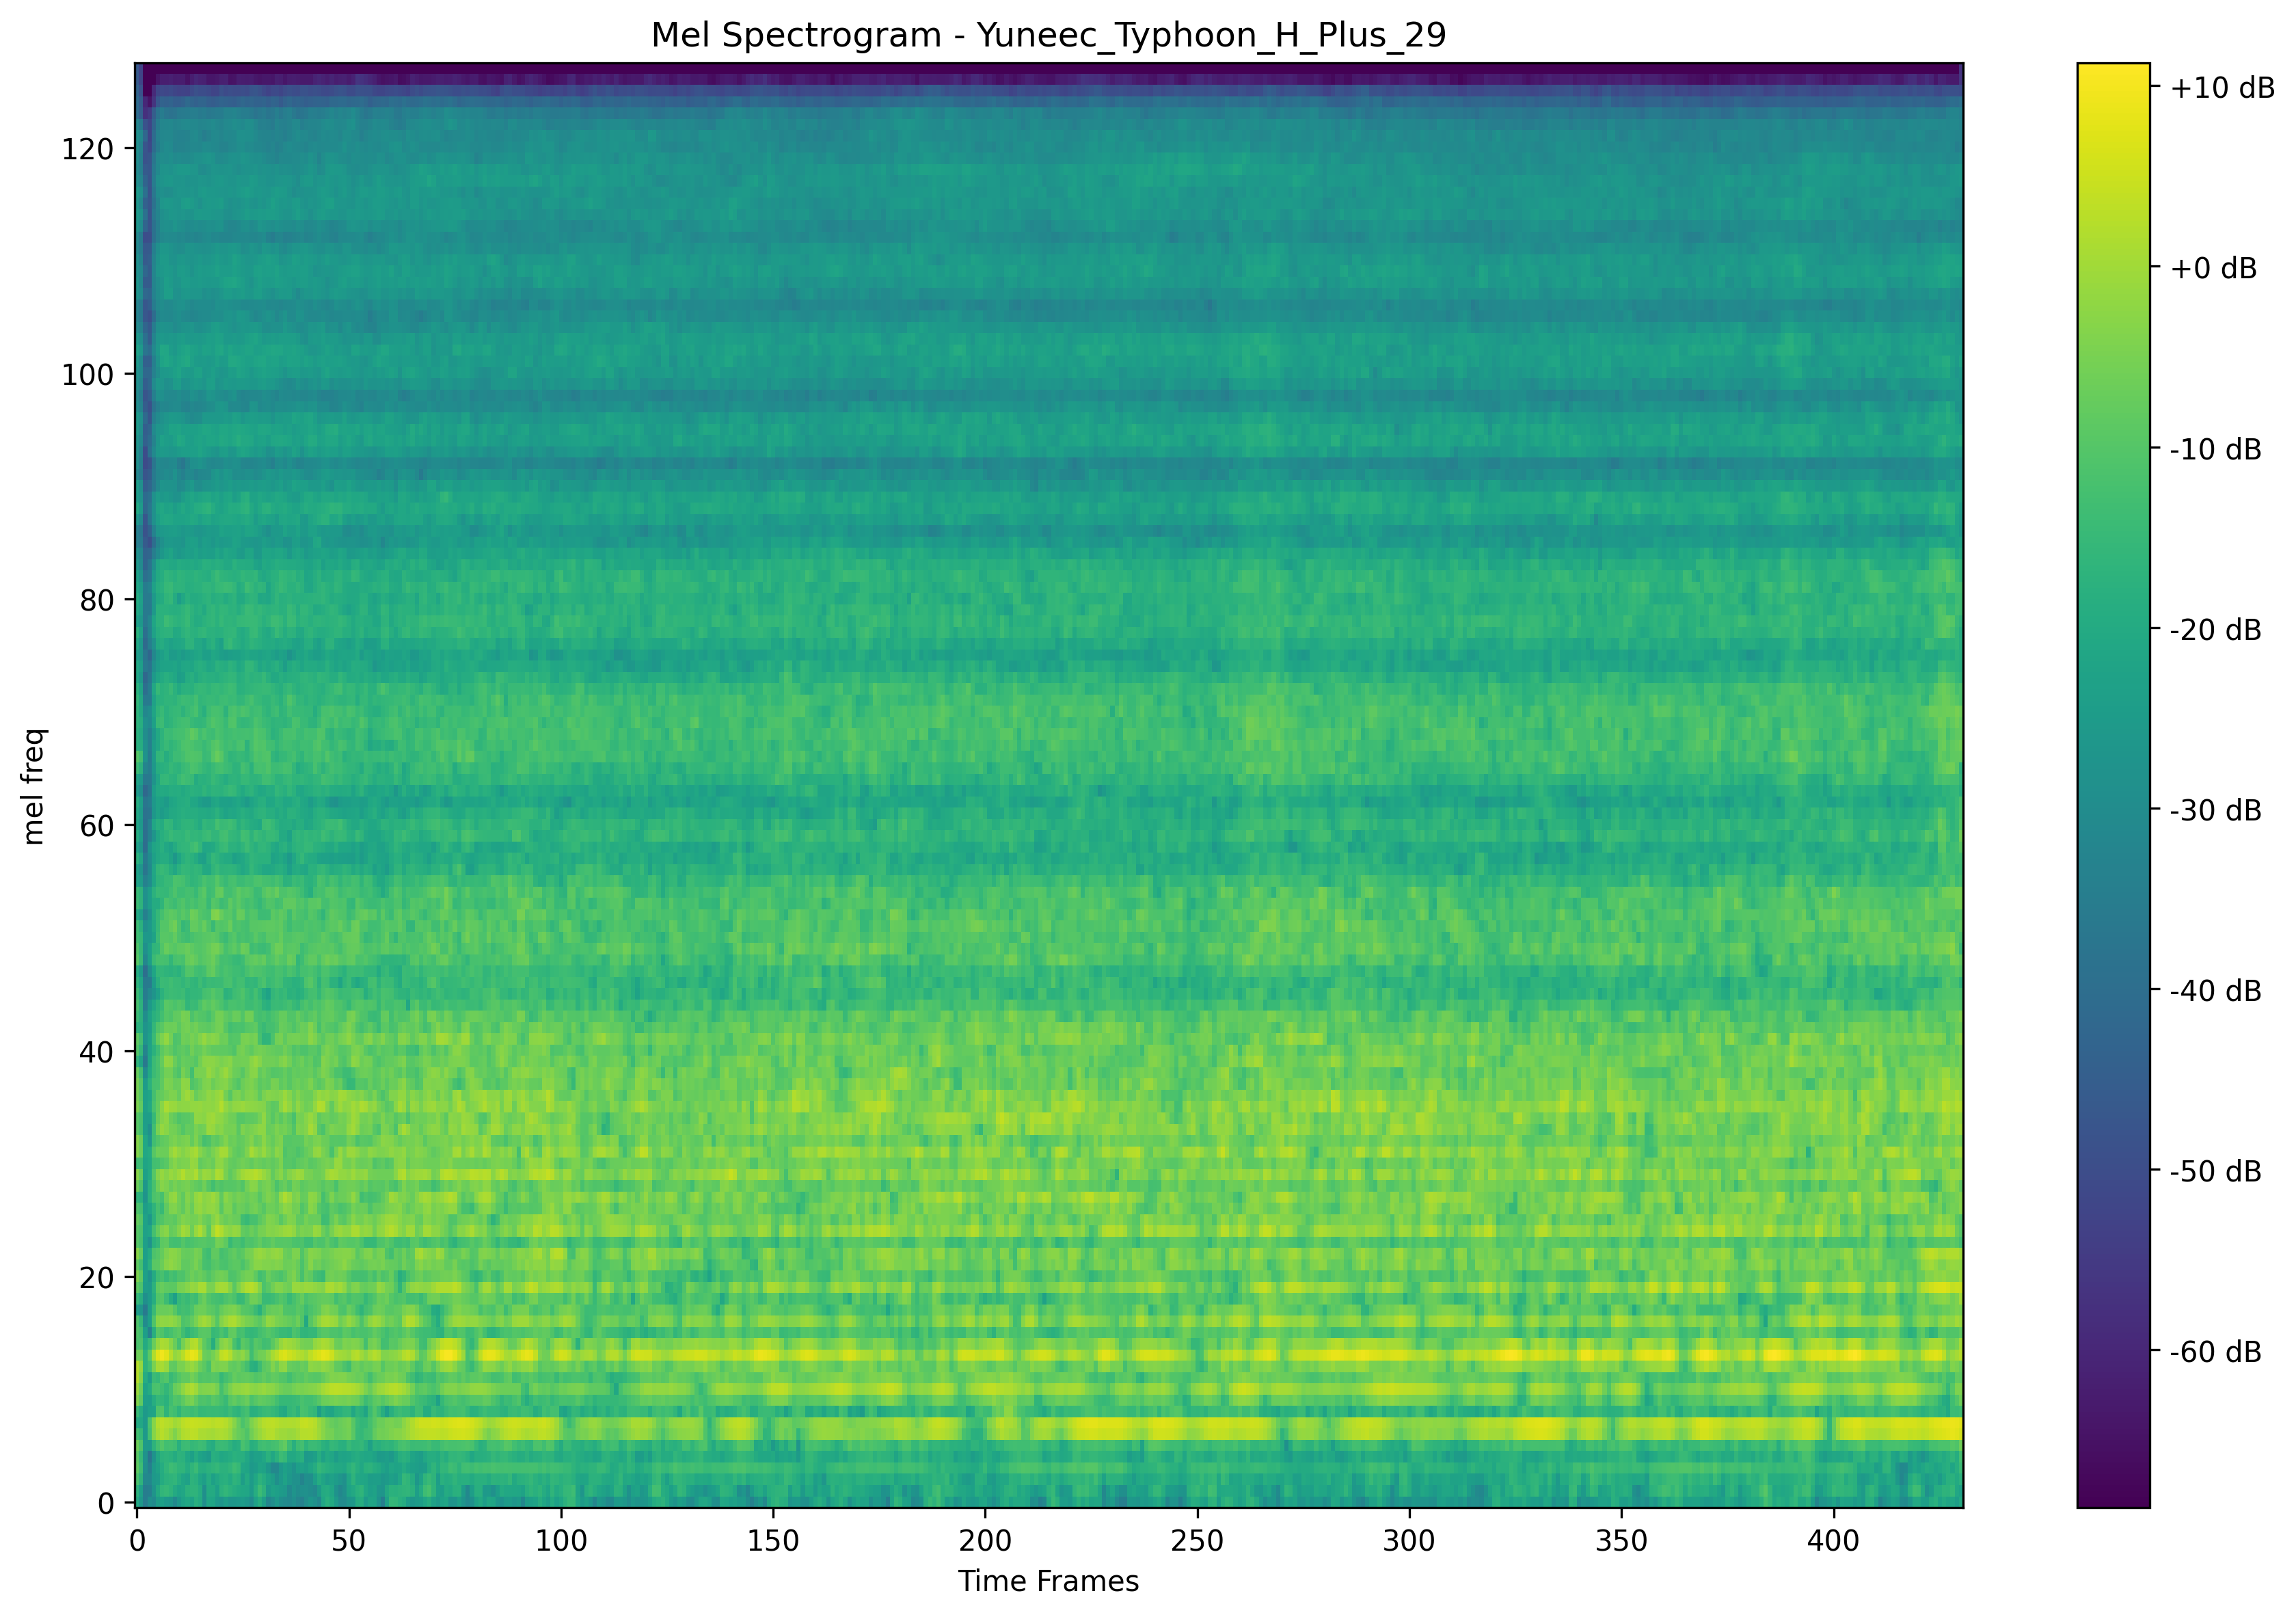 Mel Spectrogram - Yuneec_Typhoon_H_Plus_29
mel freq
120
100
80
60
40
20
0
0 50 100 150 200 250 300 350 400
Time Frames
+10 dB
+0 dB
-10 dB
-20 dB
-30 dB
-40 dB
-50 dB
-60 dB